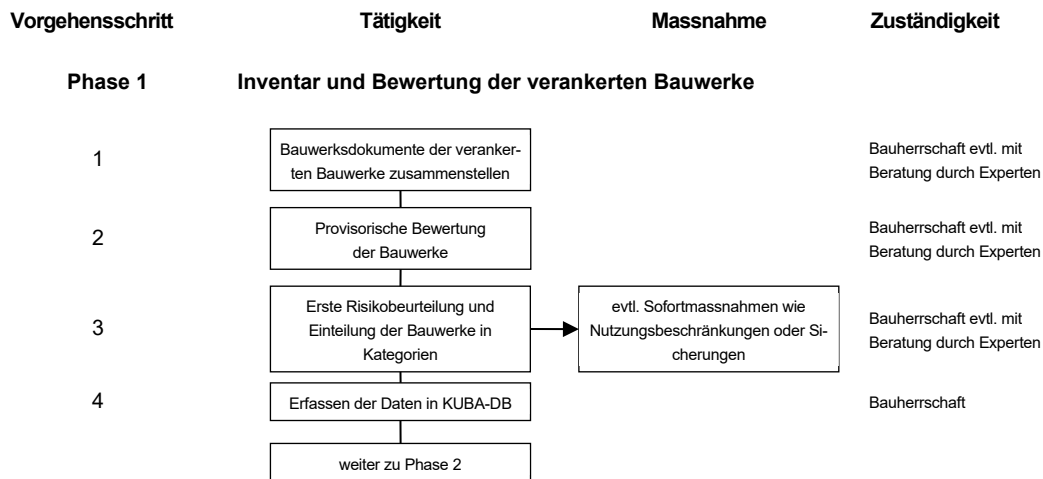 Vorgehensschritt Tätigkeit Massnahme Zuständigkeit
Phase 1 Inventar und Bewertung der verankerten Bauwerke
1
Bauwerksdokumente der veranker-
ten Bauwerke zusammenstellen
Bauherrschaft evtl. mit
Beratung durch Experten
2
Provisorische Bewertung
der Bauwerke
Bauherrschaft evtl. mit
Beratung durch Experten
3
Erste Risikobeurteilung und
Einteilung der Bauwerke in
Kategorien
evtl. Sofortmassnahmen wie
Nutzungsbeschränkungen oder Si-
cherungen
Bauherrschaft evtl. mit
Beratung durch Experten
4
Erfassen der Daten in KUBA-DB
Bauherrschaft
weiter zu Phase 2